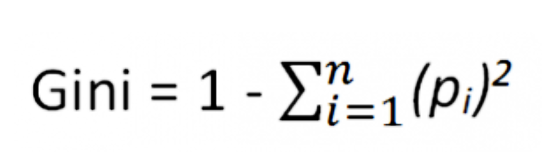 Gini = 1 - ∑ⁿᵢ₌₁(pᵢ)²